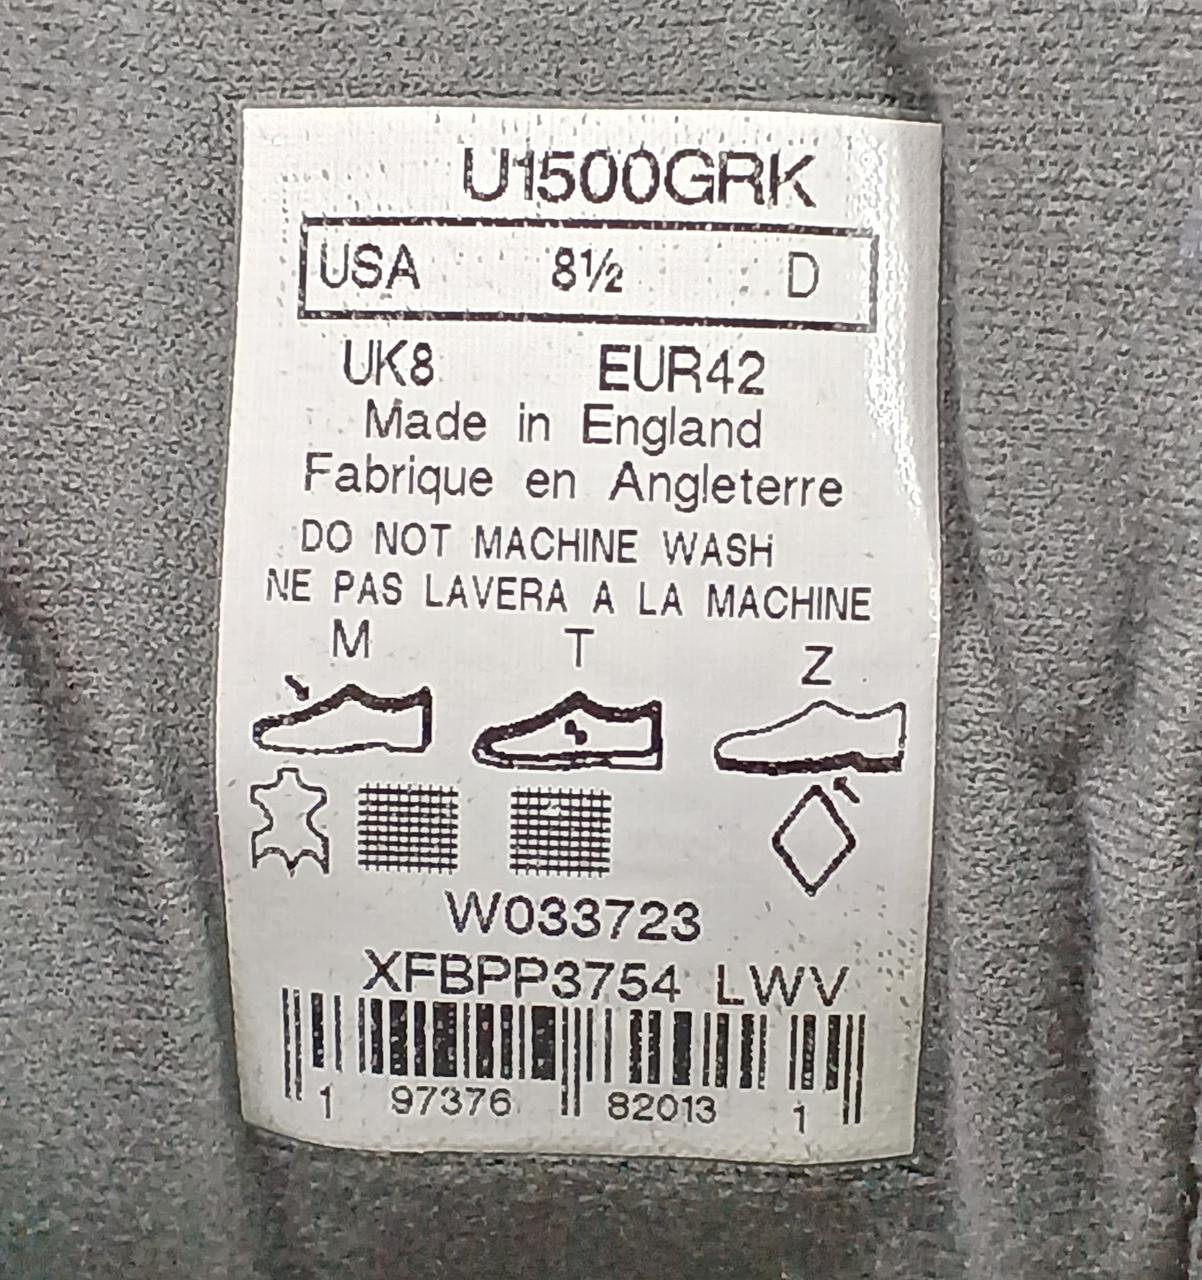 U1500GRK
USA 8½ D
UK8 EUR42
Made in England
Fabrique en Angleterre
DO NOT MACHINE WASH
NE PAS LAVERA A LA MACHINE
M T Z
W033723
XFBPP3754 LWV
1 97376 82013 1